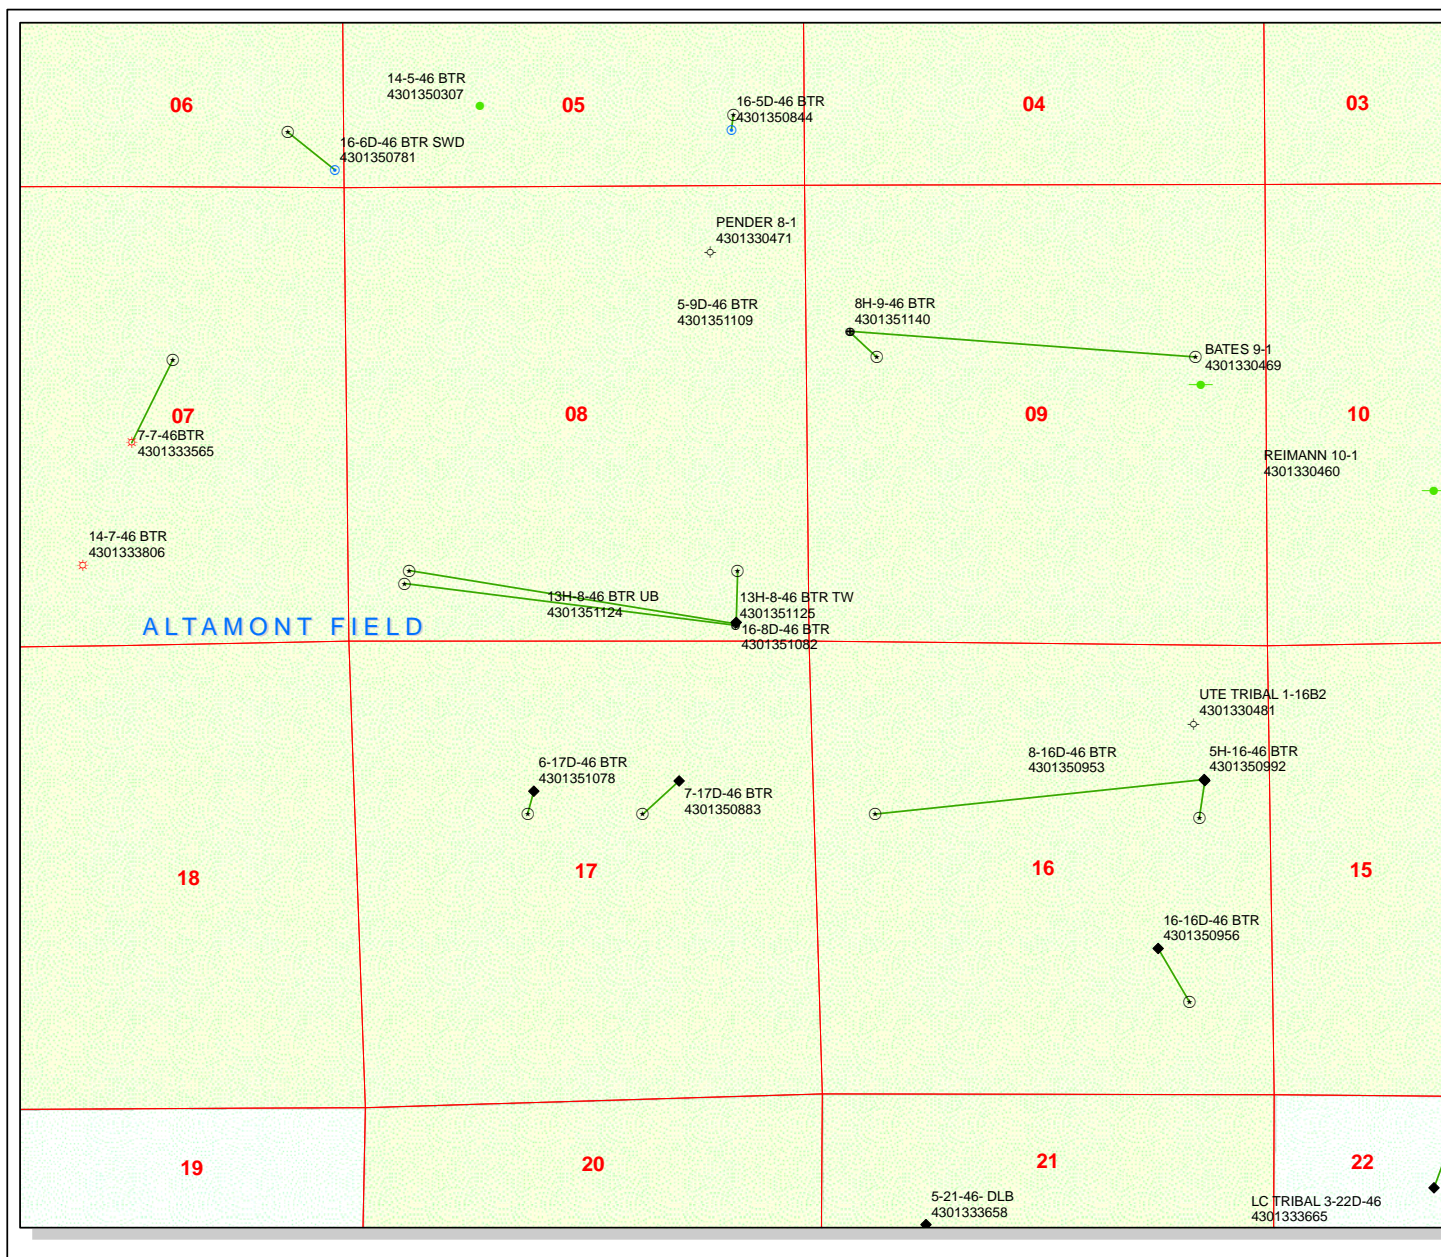 14-5-46 BTR
4301350307
06
05
16-5D-46 BTR
4301350844
04
03
16-6D-46 BTR SWD
4301350781
PENDER 8-1
4301330471
5-9D-46 BTR
4301351109
8H-9-46 BTR
4301351140
BATES 9-1
4301330469
07
08
09
10
7-7-46BTR
4301333565
REIMANN 10-1
4301330460
14-7-46 BTR
4301333806
13H-8-46 BTR UB
4301351124
13H-8-46 BTR TW
4301351125
16-8D-46 BTR
4301351082
ALTAMONT FIELD
UTE TRIBAL 1-16B2
4301330481
6-17D-46 BTR
4301351078
7-17D-46 BTR
4301350883
8-16D-46 BTR
4301350953
5H-16-46 BTR
4301350992
18
17
16
15
16-16D-46 BTR
4301350956
19
20
21
22
5-21-46- DLB
4301333658
LC TRIBAL 3-22D-46
4301333665